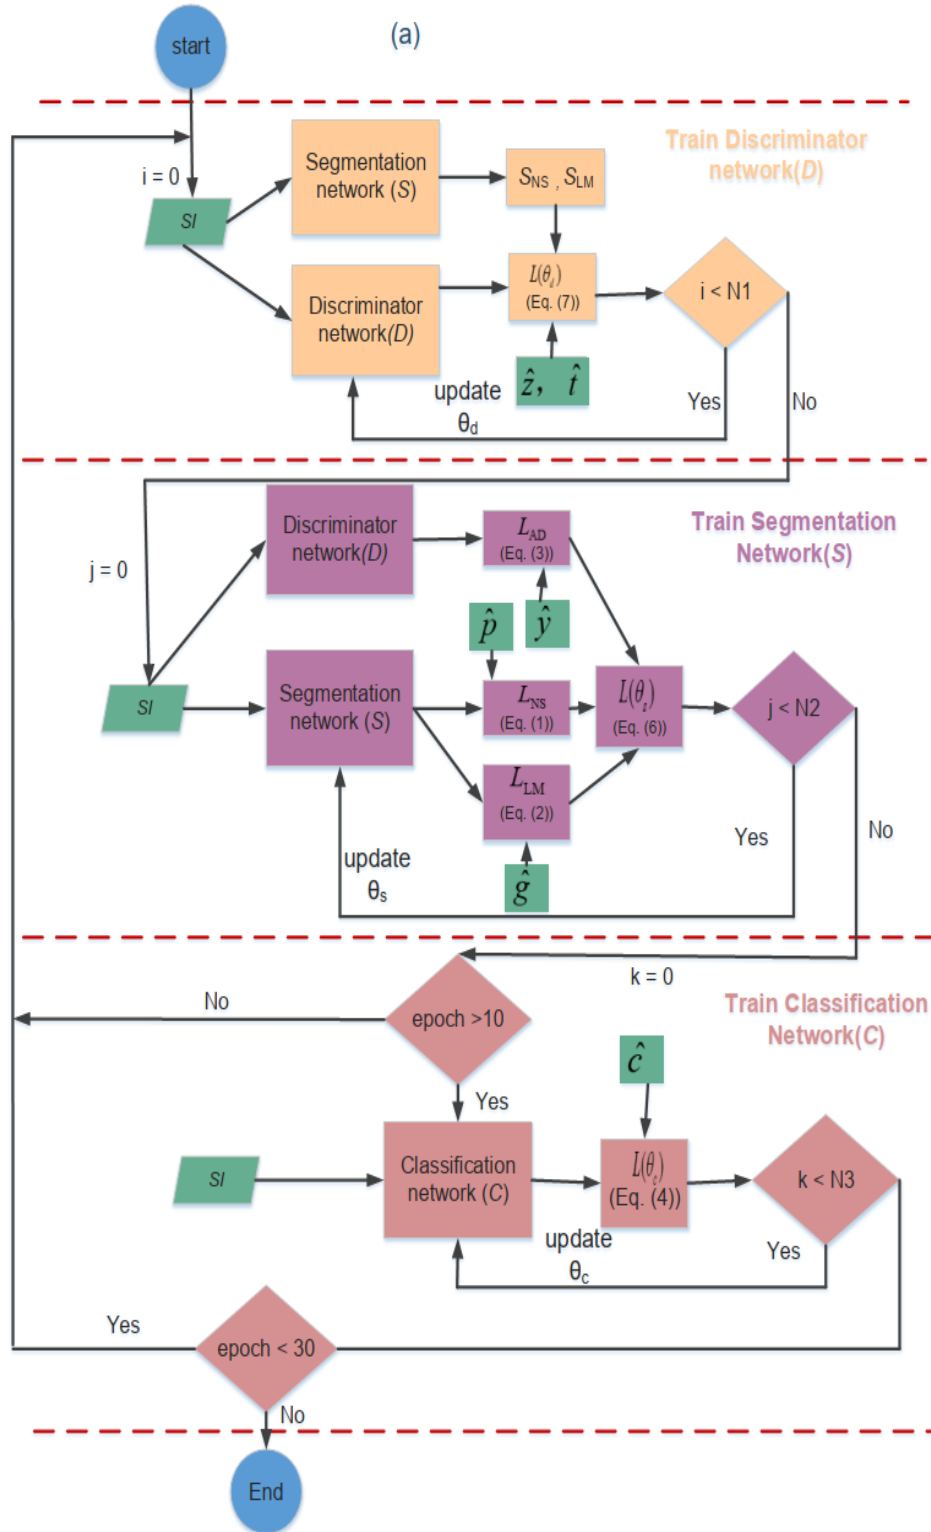 start
(a)
Train Discriminator
network(D)
i = 0
SI
Segmentation
network (S)
S_NS , S_LM
Discriminator
network(D)
L(θ_d)
(Eq. (7))
i < N1
ẑ, t̂
update
θ_d
Yes
No
Train Segmentation
Network(S)
j = 0
Discriminator
network(D)
L_AD
(Eq. (3))
p̂
ŷ
SI
Segmentation
network (S)
L_NS
(Eq. (1))
L(θ_s)
(Eq. (6))
j < N2
L_LM
(Eq. (2))
Yes
No
update
θ_s
ĝ
k = 0
Train Classification
Network(C)
No
epoch >10
ĉ
Yes
SI
Classification
network (C)
L(θ_c)
(Eq. (4))
k < N3
update
θ_c
Yes
Yes
epoch < 30
No
End